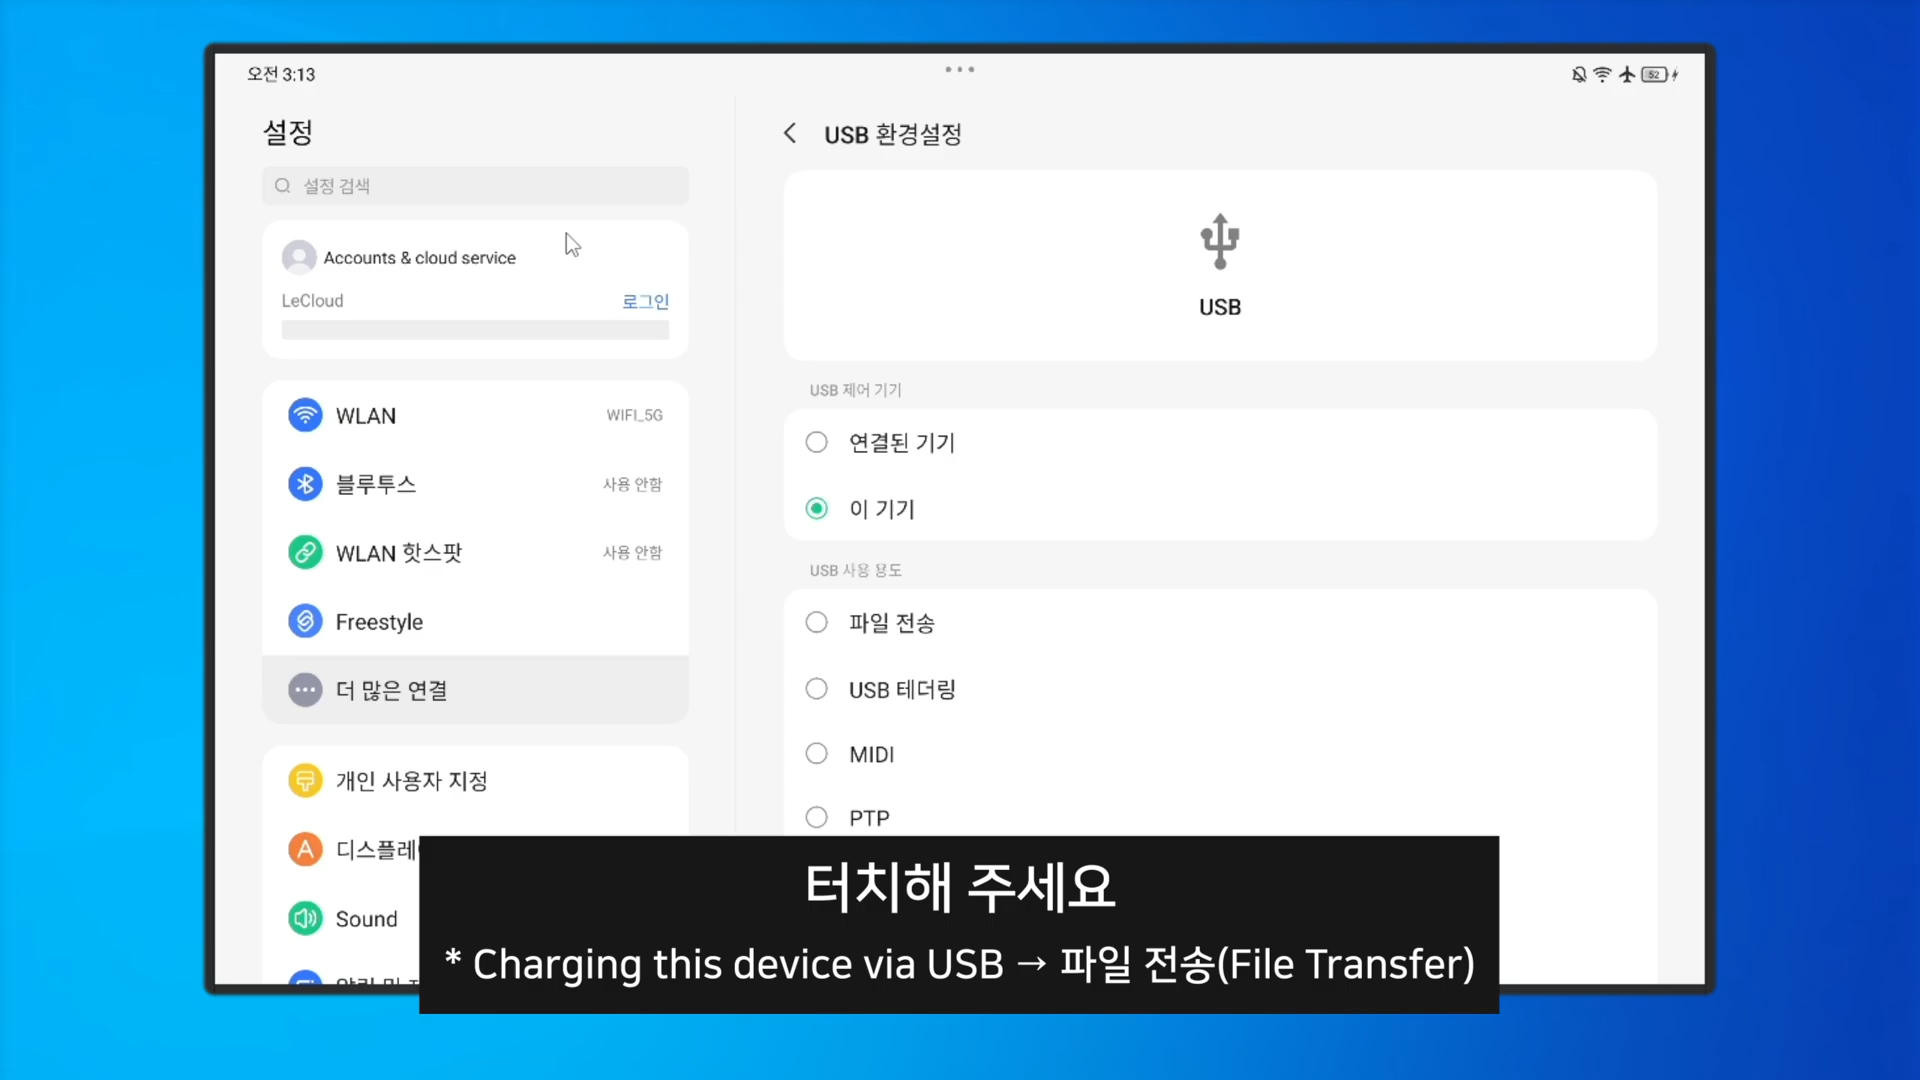 오전 3:13
52
설정
설정 검색
Accounts & cloud service
LeCloud
로그인
WLAN
WIFI_5G
블루투스
사용 안함
WLAN 핫스팟
사용 안함
Freestyle
더 많은 연결
개인 사용자 지정
디스플레
Sound
USB 환경설정
USB
USB 제어 기기
연결된 기기
이 기기
USB 사용 용도
파일 전송
USB 테더링
MIDI
PTP
터치해 주세요
* Charging this device via USB → 파일 전송(File Transfer)